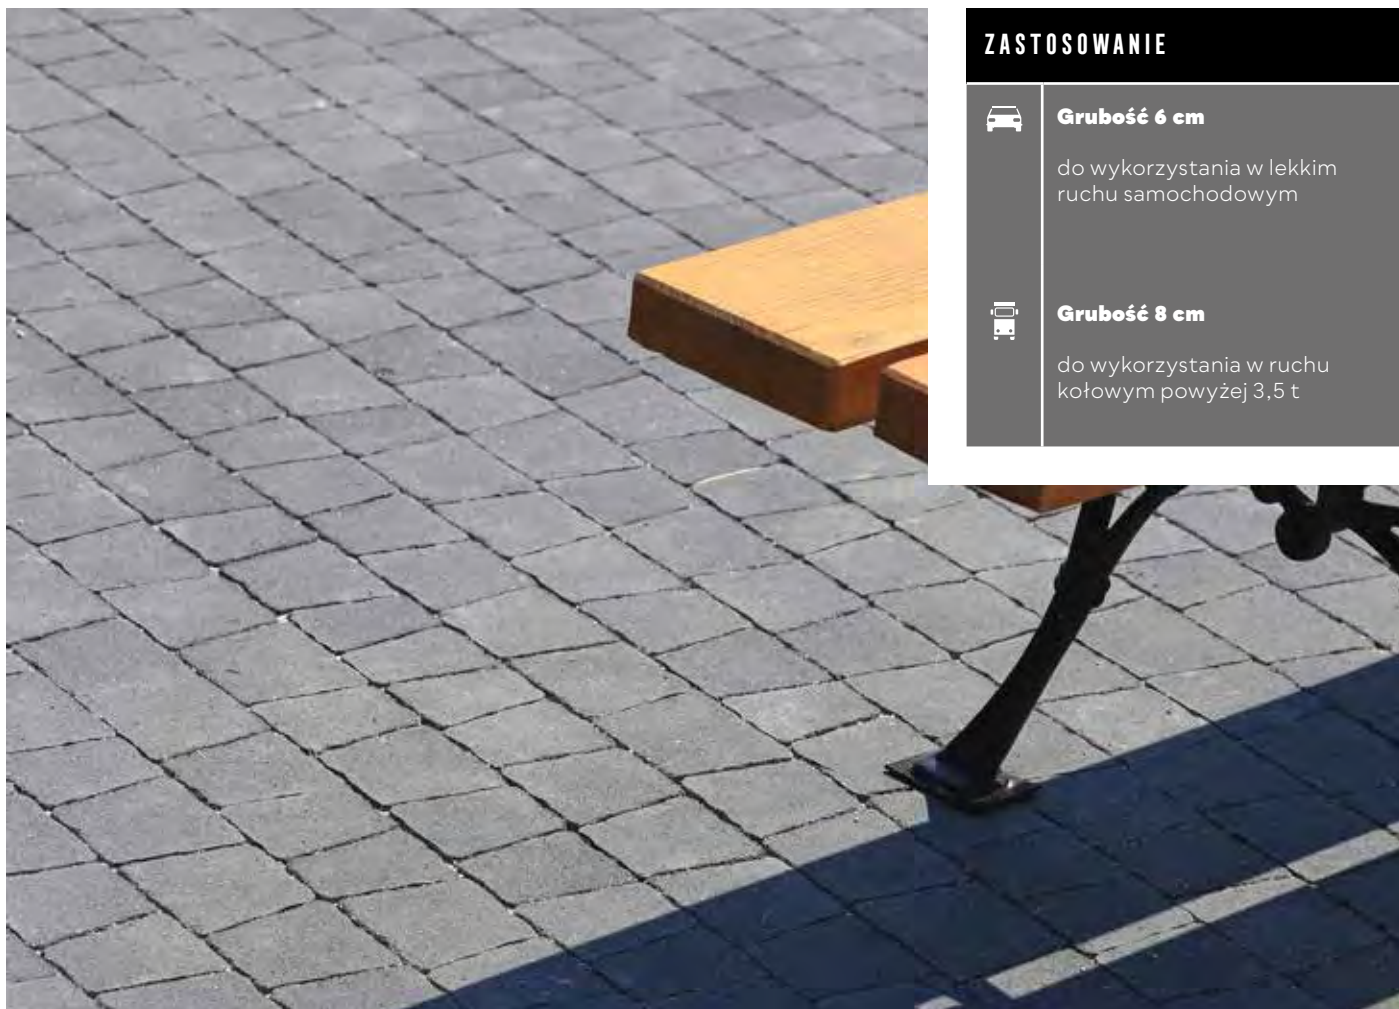 ZASTOSOWANIE
Grubość 6 cm
do wykorzystania w lekkim
ruchu samochodowym
Grubość 8 cm
do wykorzystania w ruchu
kołowym powyżej 3,5 t